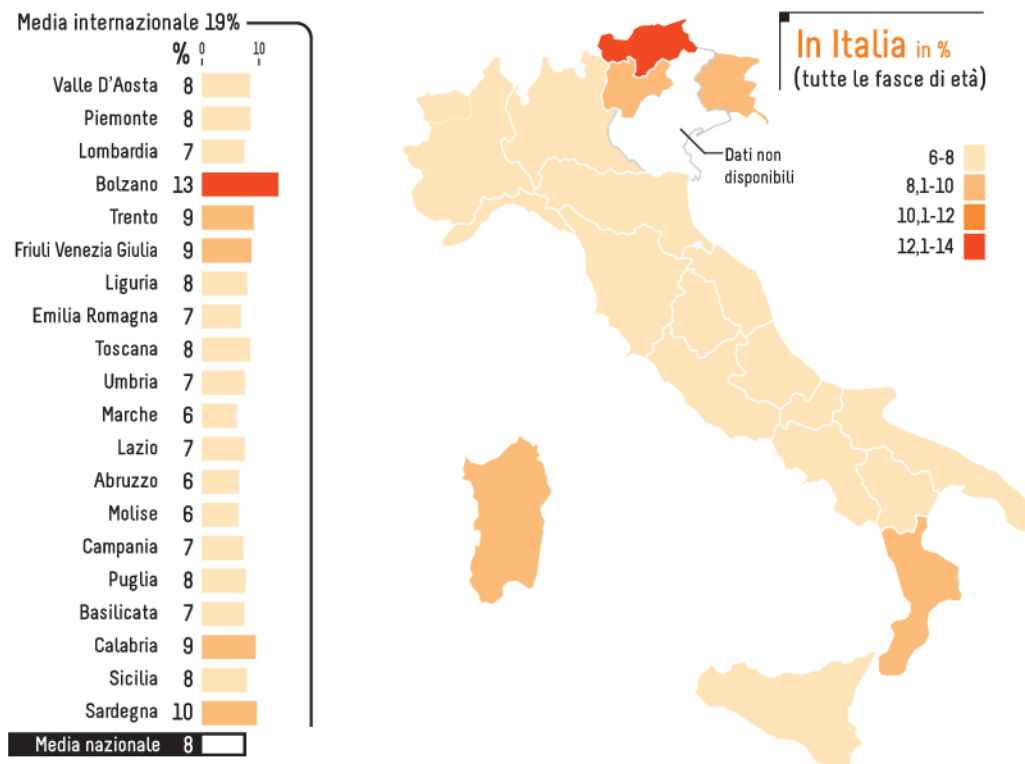 Media internazionale 19%
% 0 10
Valle D'Aosta 8
Piemonte 8
Lombardia 7
Bolzano 13
Trento 9
Friuli Venezia Giulia 9
Liguria 8
Emilia Romagna 7
Toscana 8
Umbria 7
Marche 6
Lazio 7
Abruzzo 6
Molise 6
Campania 7
Puglia 8
Basilicata 7
Calabria 9
Sicilia 8
Sardegna 10
Media nazionale 8
In Italia in %
(tutte le fasce di età)
6-8
8,1-10
10,1-12
12,1-14
Dati non
disponibili